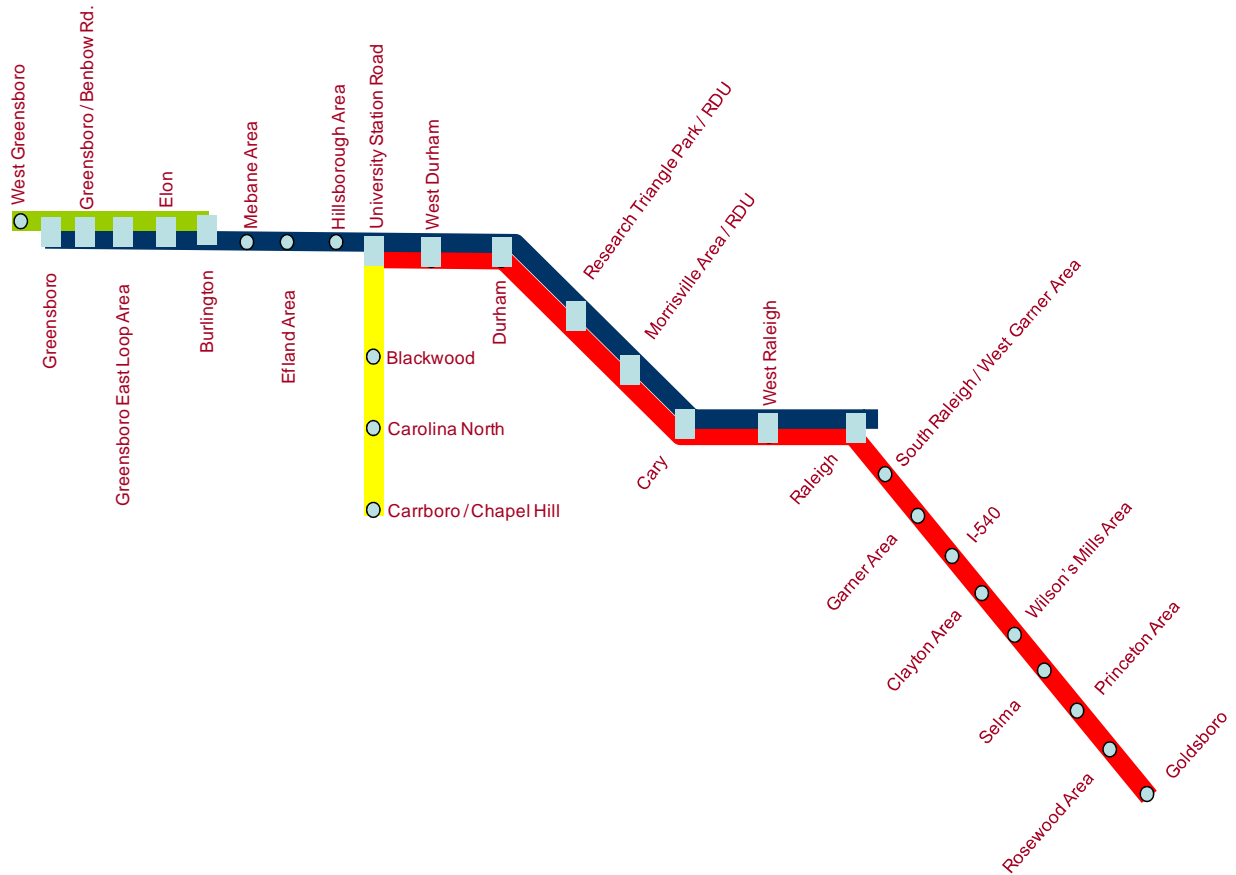 West Greensboro
Greensboro / Benbow Rd.
Elon
Mebane Area
Hillsborough Area
University Station Road
West Durham
Research Triangle Park / RDU
Morrisville Area / RDU
West Raleigh
South Raleigh / West Garner Area
Greensboro
Greensboro East Loop Area
Burlington
Efland Area
Durham
Blackwood
Carolina North
Carrboro / Chapel Hill
Cary
Raleigh
Garner Area
I-540
Clayton Area
Wilson's Mills Area
Selma
Princeton Area
Rosewood Area
Goldsboro